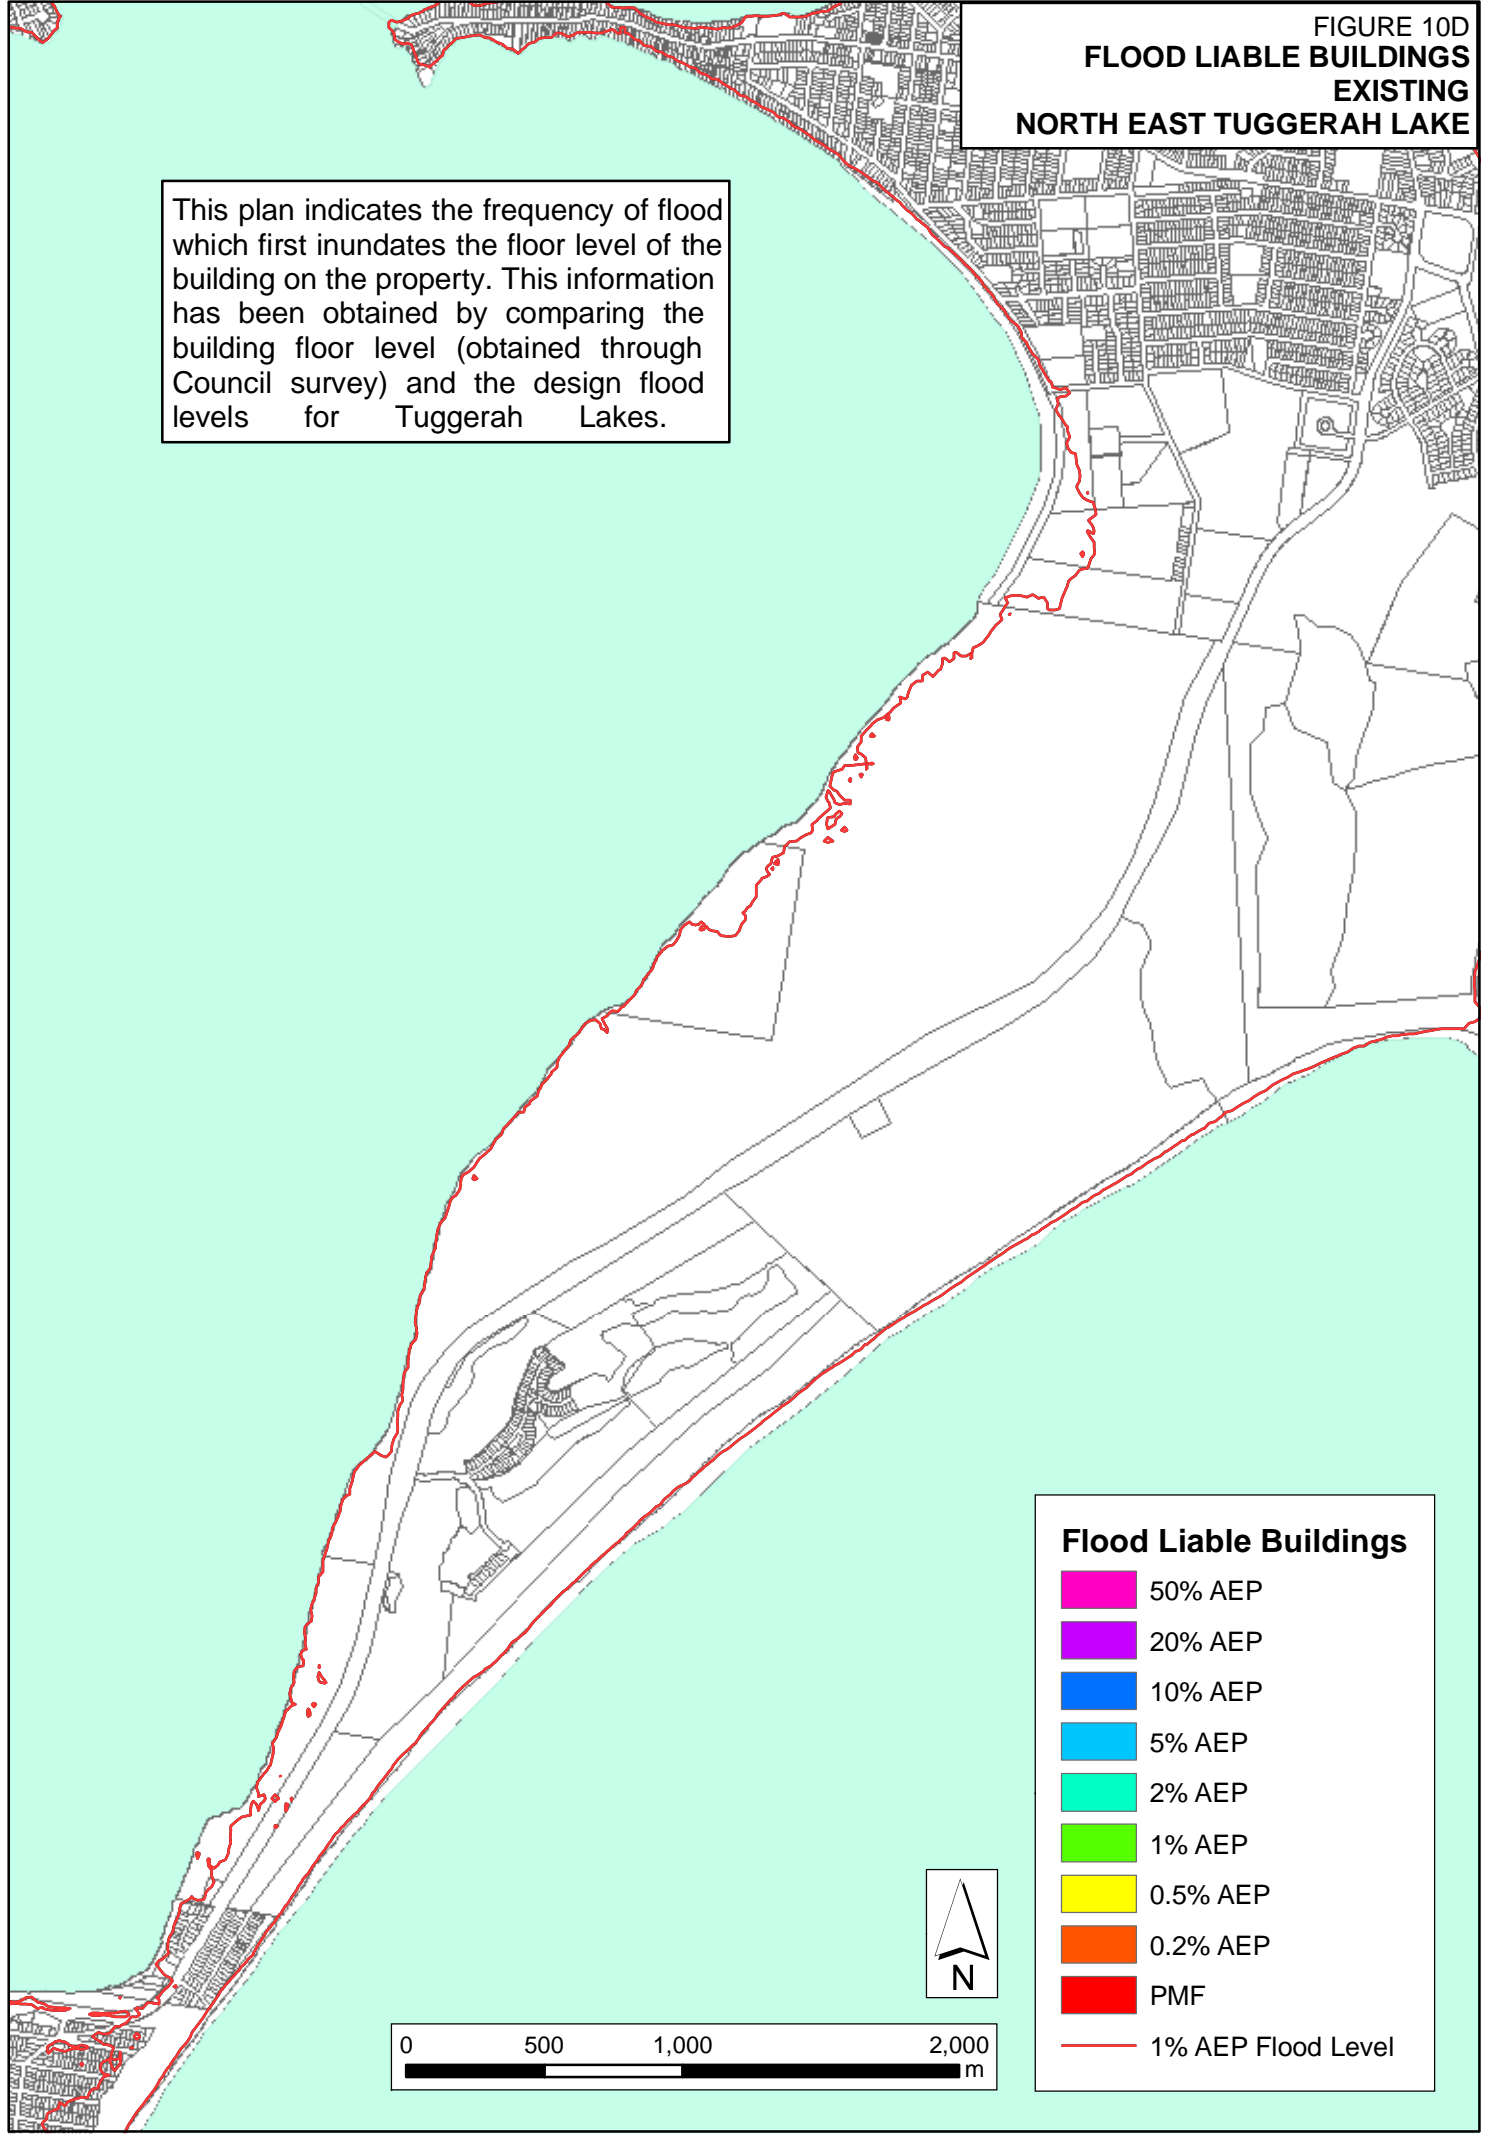 FIGURE 10D
FLOOD LIABLE BUILDINGS
EXISTING
NORTH EAST TUGGERAH LAKE
This plan indicates the frequency of flood
which first inundates the floor level of the
building on the property. This information
has been obtained by comparing the
building floor level (obtained through
Council survey) and the design flood
levels for Tuggerah Lakes.
Flood Liable Buildings
50% AEP
20% AEP
10% AEP
5% AEP
2% AEP
1% AEP
0.5% AEP
0.2% AEP
PMF
1% AEP Flood Level
N
0 500 1,000 2,000
m